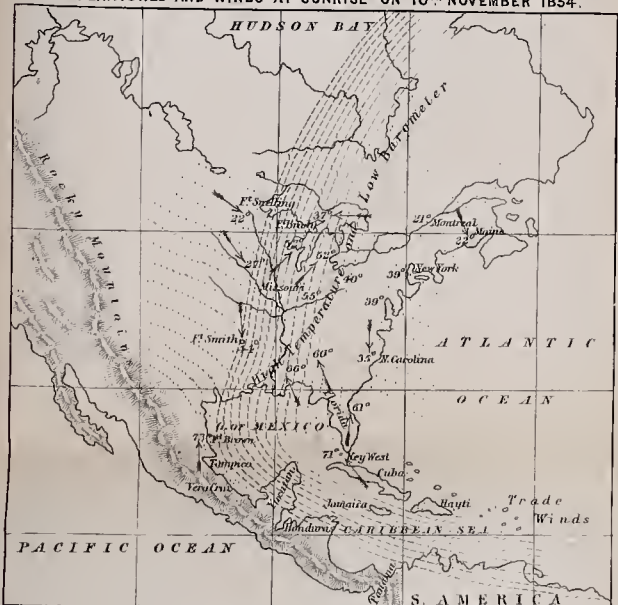 AND WINDS AT SUNRISE ON 10TH NOVEMBER 1854.
HUDSON BAY
Rocky Mountains
High Temperature and Low Barometer
Ft Snelling
22°
37°
21°
Montreal
Maine
22°
27°
52°
40°
39°
New York
Missouri
55°
39°
Ft Smith
44°
60°
66°
35°
N. Carolina
ATLANTIC
OCEAN
Florida
61°
G. of MEXICO
73°
Ft Brown
71°
Key West
Tampico
Cuba
Vera Cruz
Yucatan
Jamaica
Hayti
Trade
Winds
Honduras
CARIBBEAN SEA
PACIFIC OCEAN
S. AMERICA